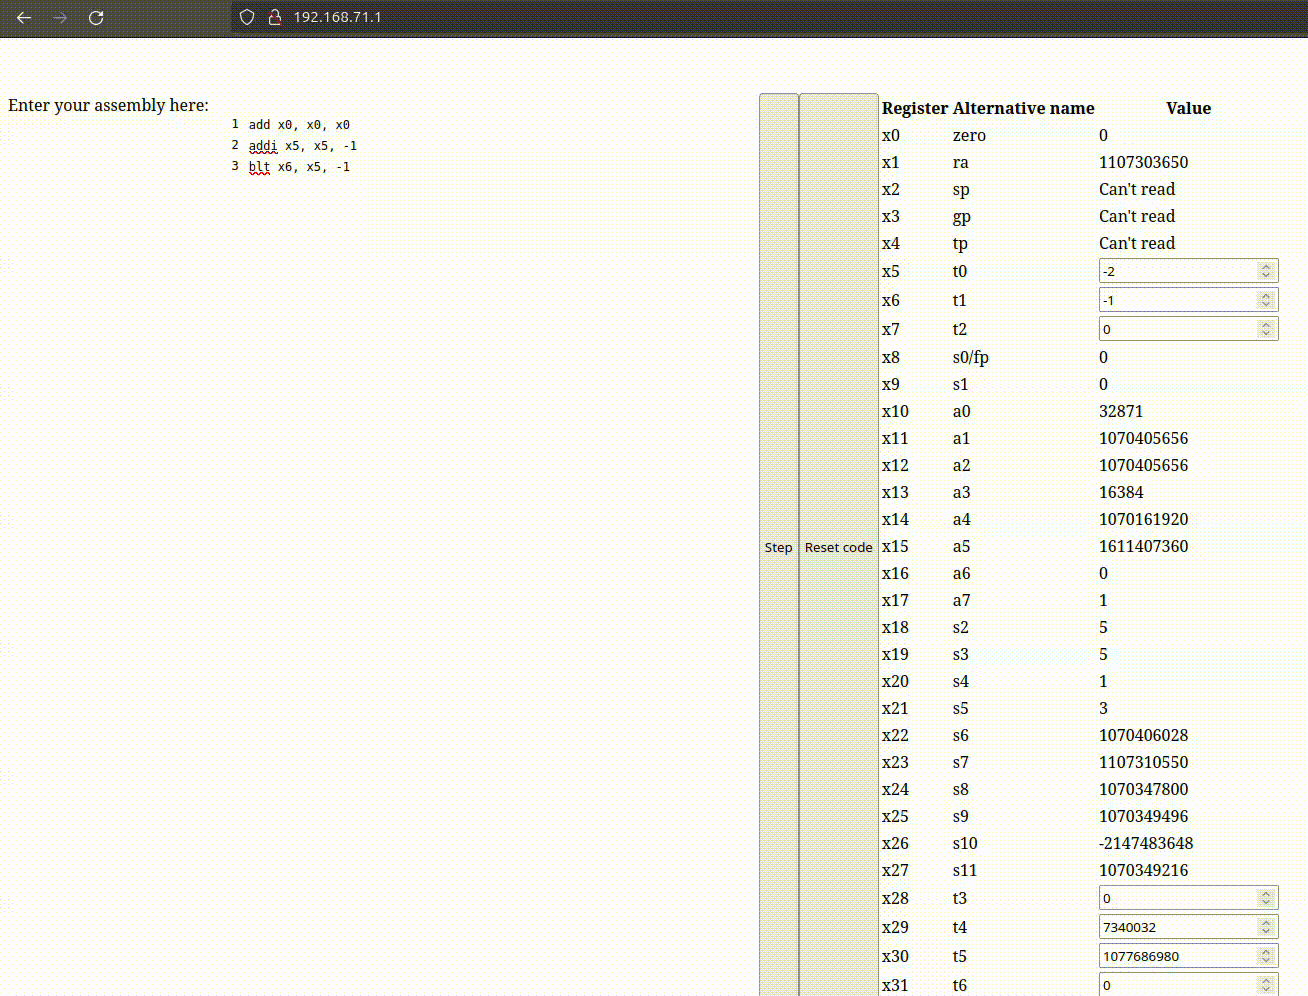 192.168.71.1
Enter your assembly here:
1 add x0, x0, x0
2 addi x5, x5, -1
3 blt x6, x5, -1
Step
Reset code
Register Alternative name Value
x0 zero 0
x1 ra 1107303650
x2 sp Can't read
x3 gp Can't read
x4 tp Can't read
x5 t0 -2
x6 t1 -1
x7 t2 0
x8 s0/fp 0
x9 s1 0
x10 a0 32871
x11 a1 1070405656
x12 a2 1070405656
x13 a3 16384
x14 a4 1070161920
x15 a5 1611407360
x16 a6 0
x17 a7 1
x18 s2 5
x19 s3 5
x20 s4 1
x21 s5 3
x22 s6 1070406028
x23 s7 1107310550
x24 s8 1070347800
x25 s9 1070349496
x26 s10 -2147483648
x27 s11 1070349216
x28 t3 0
x29 t4 7340032
x30 t5 1077686980
x31 t6 0